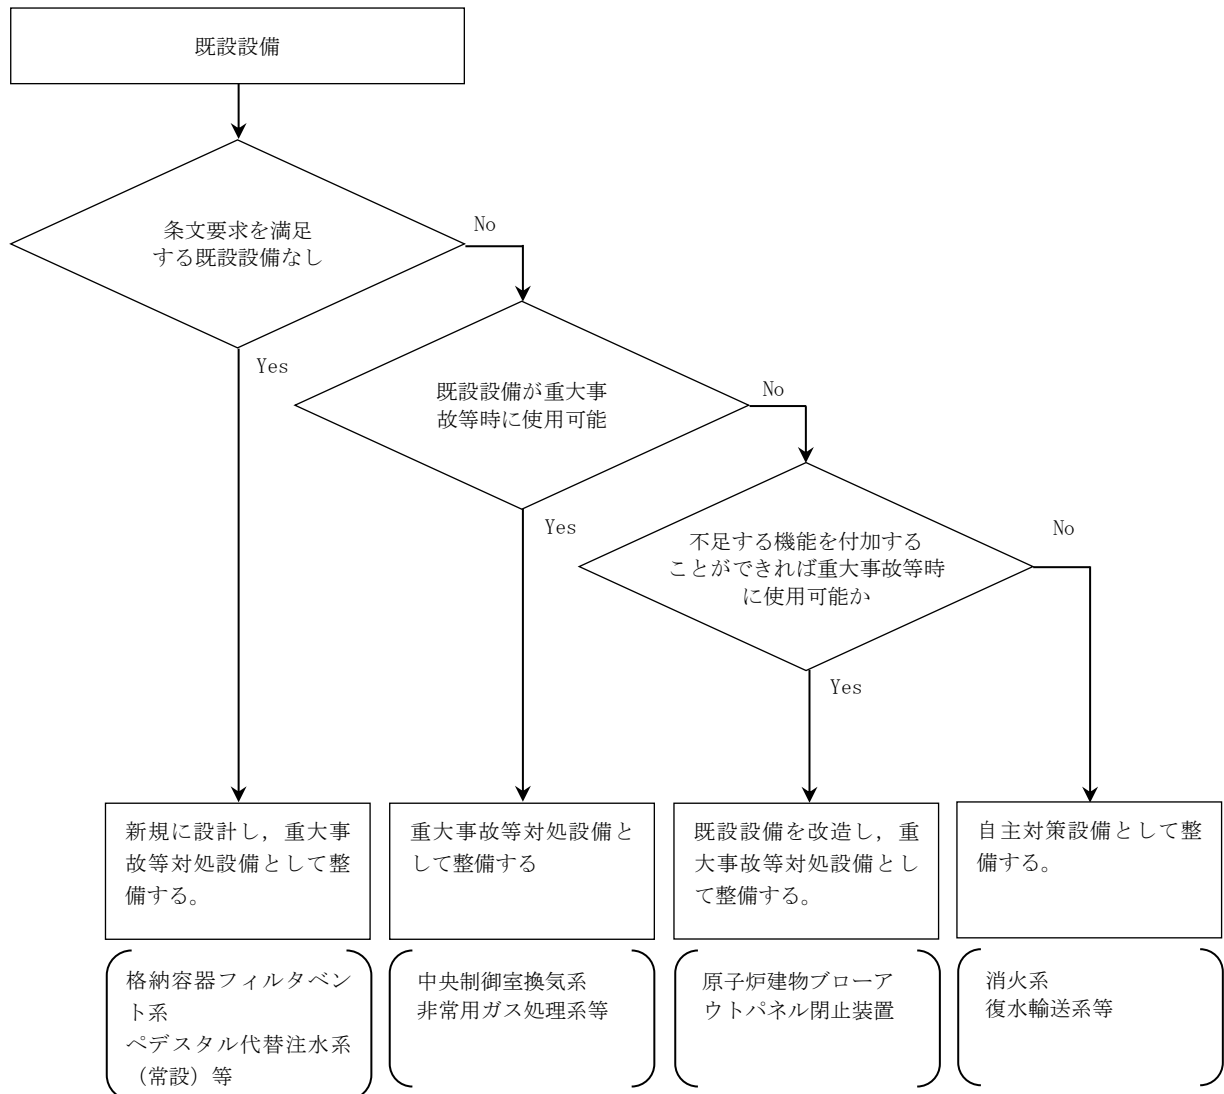 既設設備
条文要求を満足
する既設設備なし
No
Yes
既設設備が重大事
故等時に使用可能
No
Yes
不足する機能を付加する
ことができれば重大事故等時
に使用可能か
No
Yes
新規に設計し，重大事
故等対処設備として整
備する。
重大事故等対処設備と
して整備する
既設設備を改造し，重
大事故等対処設備とし
て整備する。
自主対策設備として整
備する。
格納容器フィルタベン
ト系
ペデスタル代替注水系
（常設）等
中央制御室換気系
非常用ガス処理系等
原子炉建物ブローア
ウトパネル閉止装置
消火系
復水輸送系等